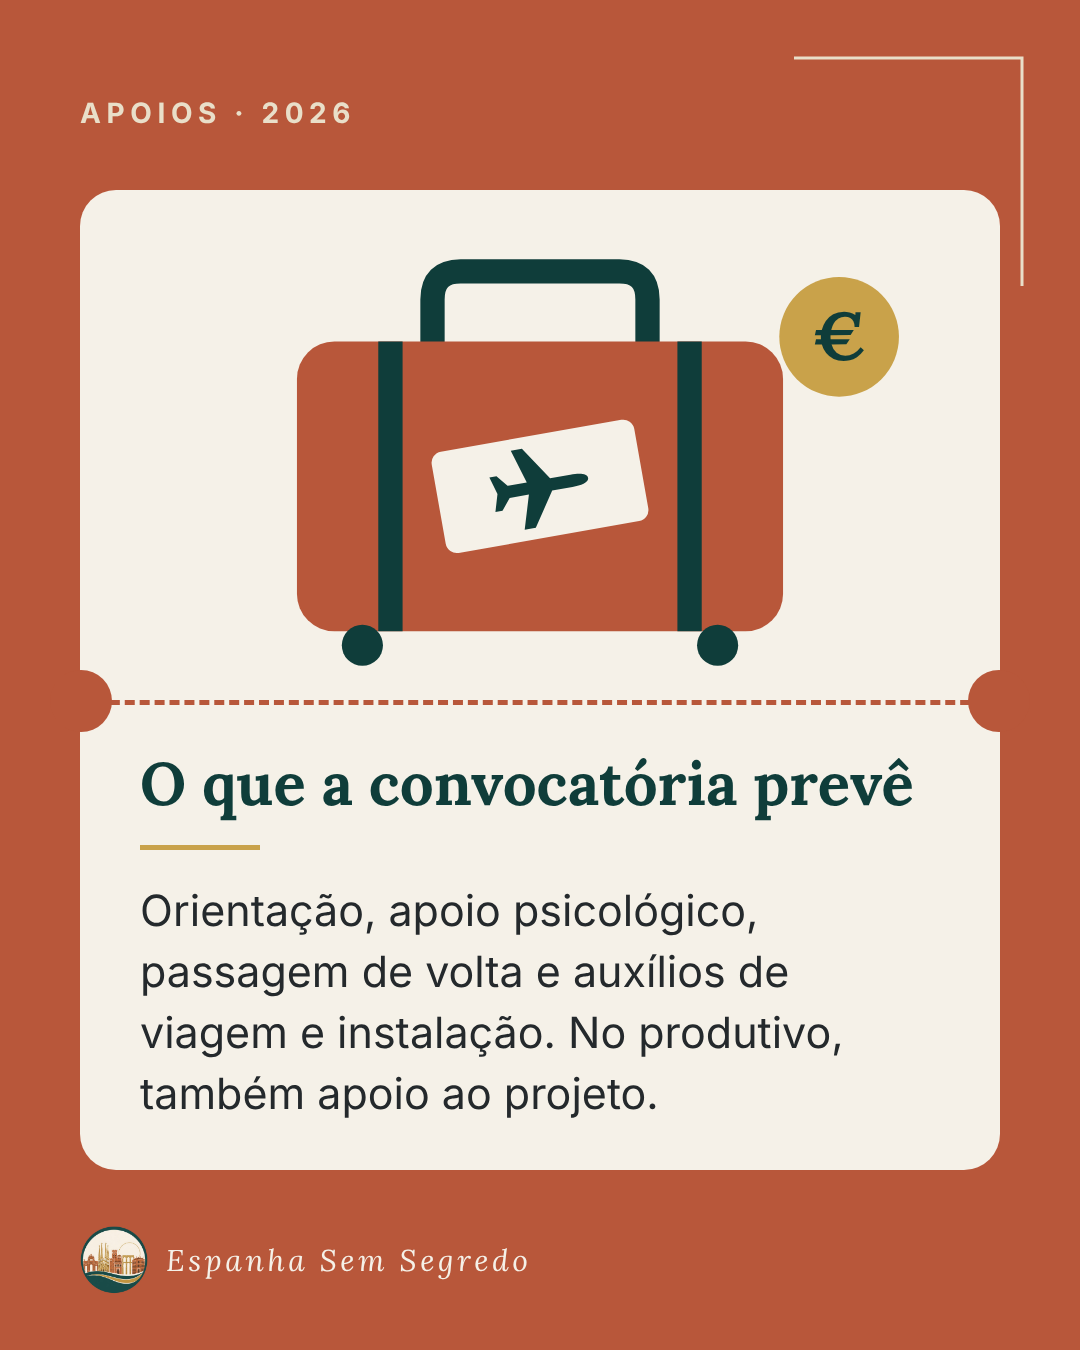 APOIOS · 2026
€
O que a convocatória prevê
Orientação, apoio psicológico,
passagem de volta e auxílios de
viagem e instalação. No produtivo,
também apoio ao projeto.
Espanha Sem Segredo